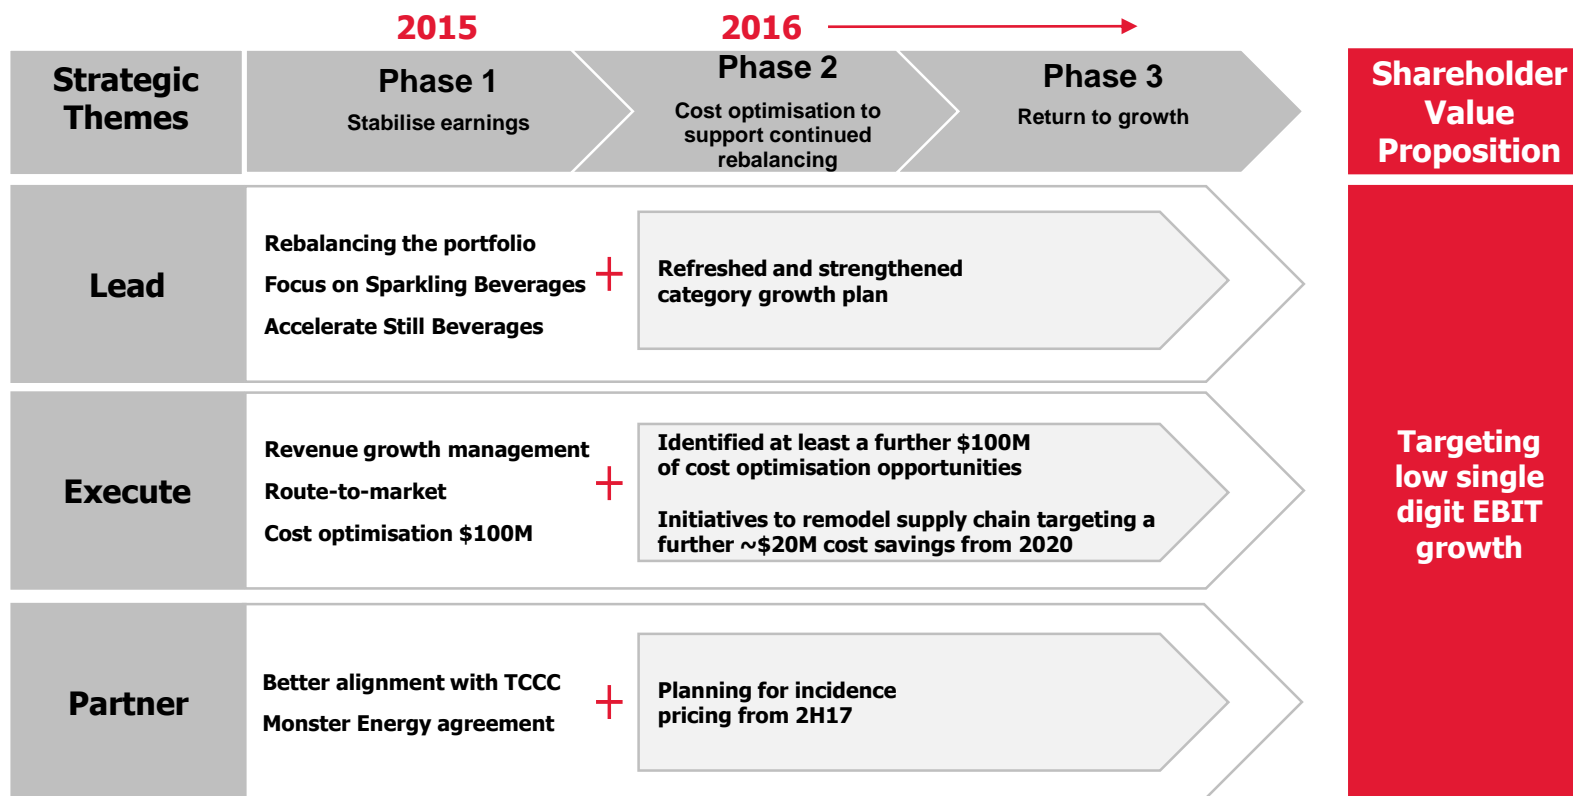 2015
2016
Strategic
Themes
Phase 1
Stabilise earnings
Phase 2
Cost optimisation to
support continued
rebalancing
Phase 3
Return to growth
Shareholder
Value
Proposition
Lead
Rebalancing the portfolio
Focus on Sparkling Beverages
Accelerate Still Beverages
+
Refreshed and strengthened
category growth plan
Execute
Revenue growth management
Route-to-market
Cost optimisation $100M
+
Identified at least a further $100M
of cost optimisation opportunities
Initiatives to remodel supply chain targeting a
further ~$20M cost savings from 2020
Partner
Better alignment with TCCC
Monster Energy agreement
+
Planning for incidence
pricing from 2H17
Targeting
low single
digit EBIT
growth